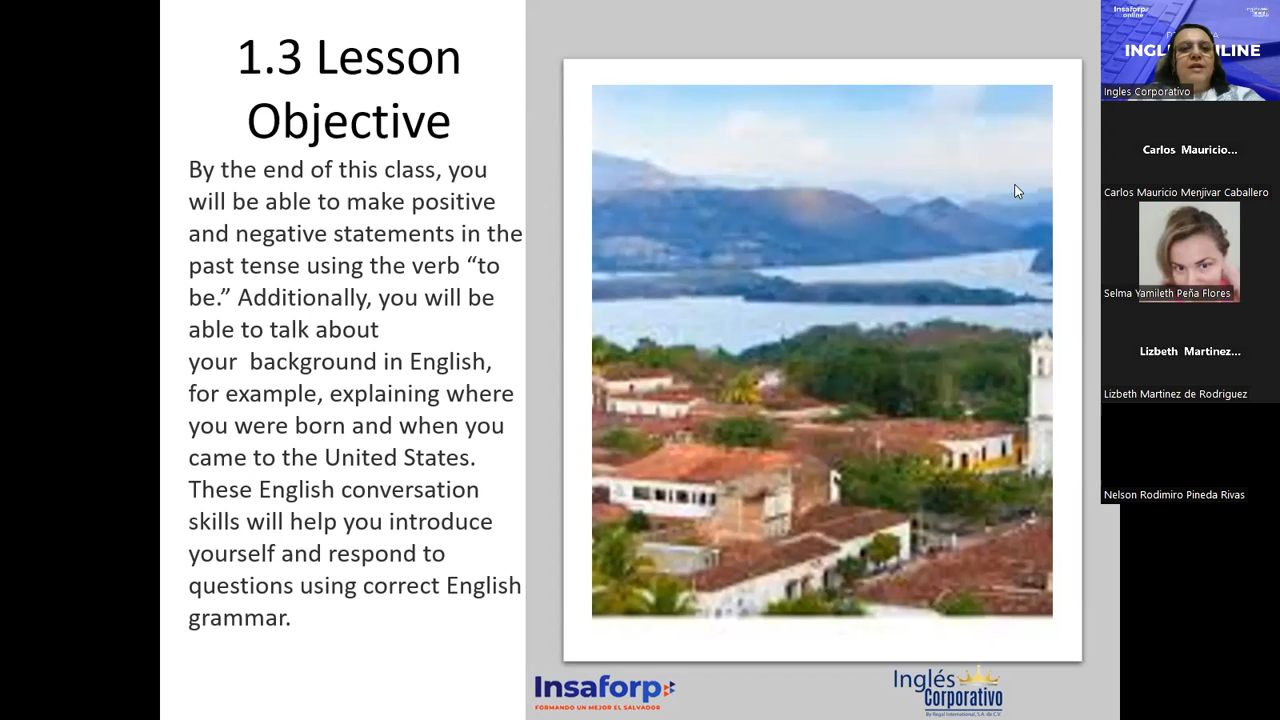 1.3 Lesson
Objective
By the end of this class, you
will be able to make positive
and negative statements in the
past tense using the verb “to
be.” Additionally, you will be
able to talk about
your  background in English,
for example, explaining where
you were born and when you
came to the United States.
These English conversation
skills will help you introduce
yourself and respond to
questions using correct English
grammar.
Insaforp
FORMANDO UN MEJOR EL SALVADOR
Inglés
Corporativo
By Regal International, S.A. de C.V.
Insaforp
online
INGL ILINE
Ingles Corporativo
Carlos Mauricio...
Carlos Mauricio Menjivar Caballero
Selma Yamileth Peña Flores
Lizbeth Martinez...
Lizbeth Martinez de Rodriguez
Nelson Rodimiro Pineda Rivas